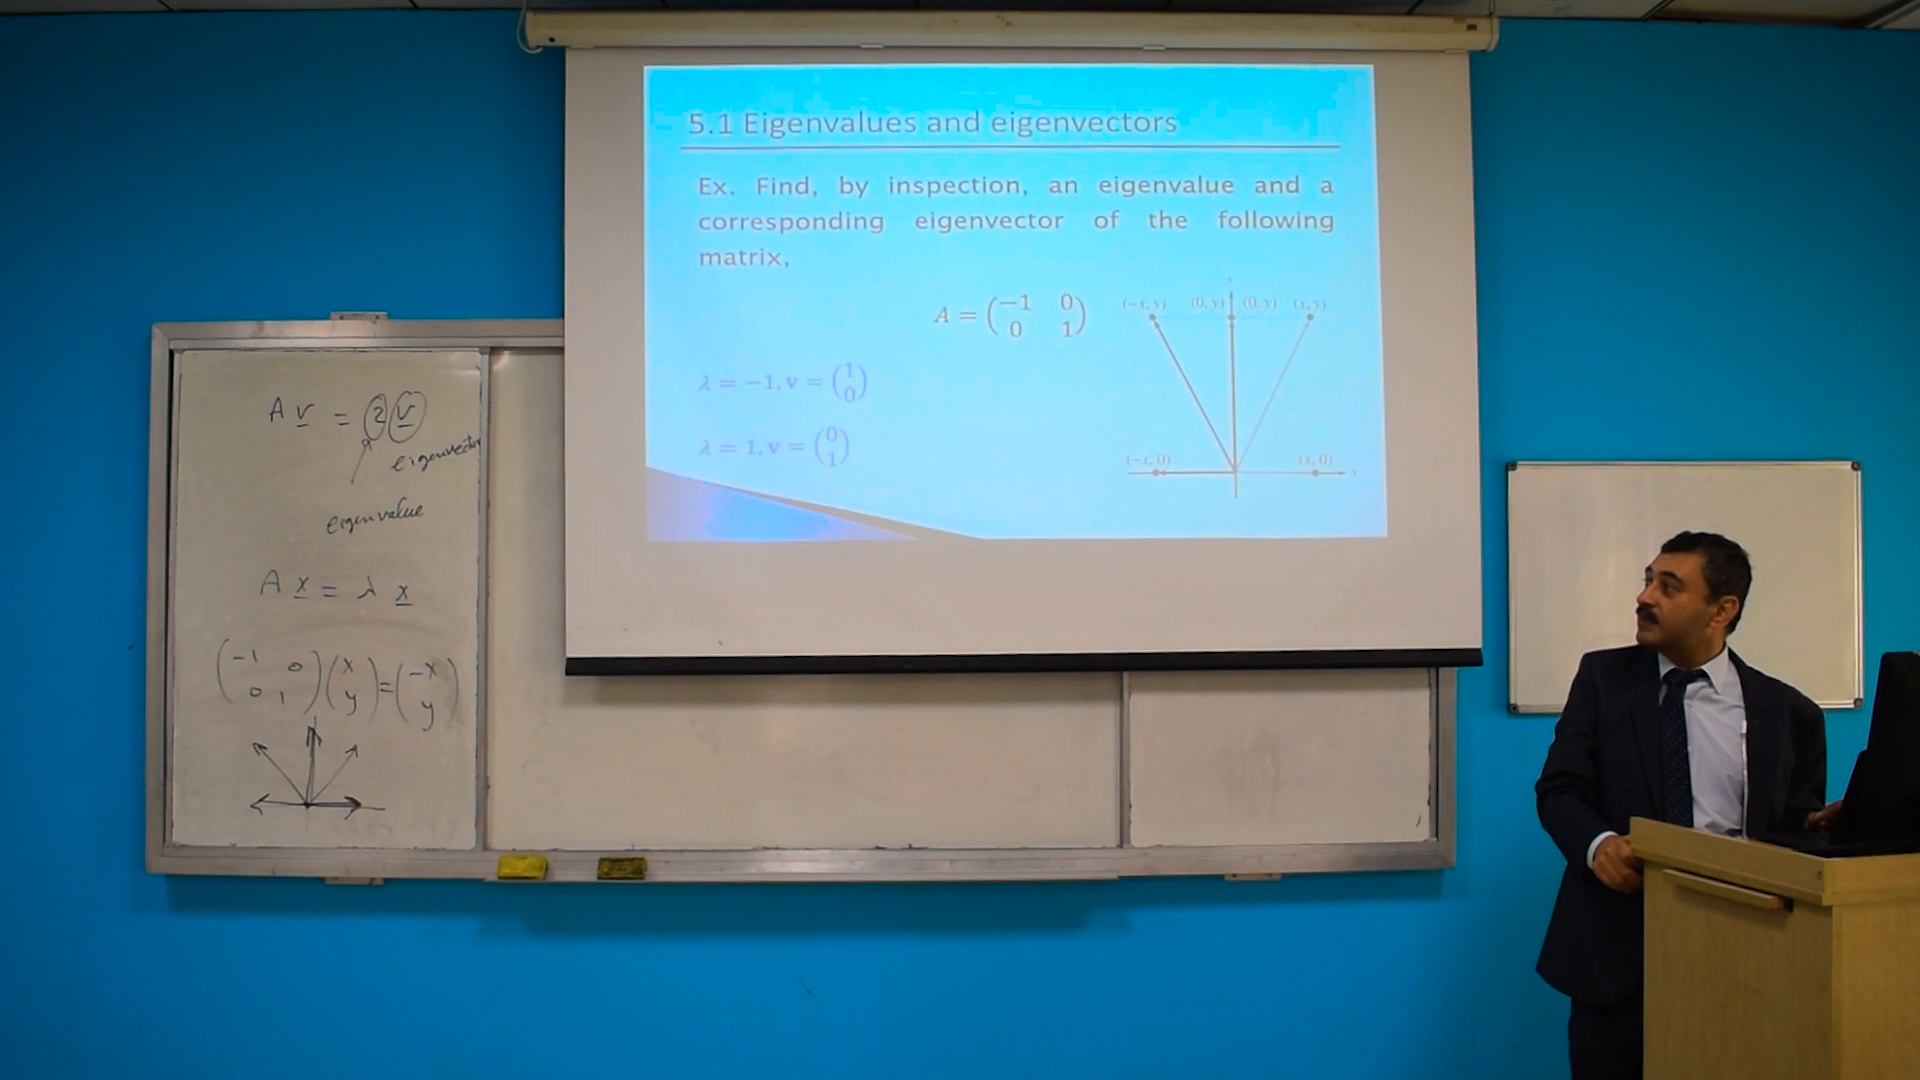 5.1 Eigenvalues and eigenvectors
Ex. Find, by inspection, an eigenvalue and a
corresponding eigenvector of the following
matrix,
A = (−1 0
0 1)
λ = −1, v = (1
0)
λ = 1, v = (0
1)
(−x, y) (0, y) (0, y) (x, y)
(−x, 0) (x, 0)
x
A v = 2 v
eigenvector
eigenvalue
A x = λ x
(−1 0
0 1) (x
y) = (−x
y)